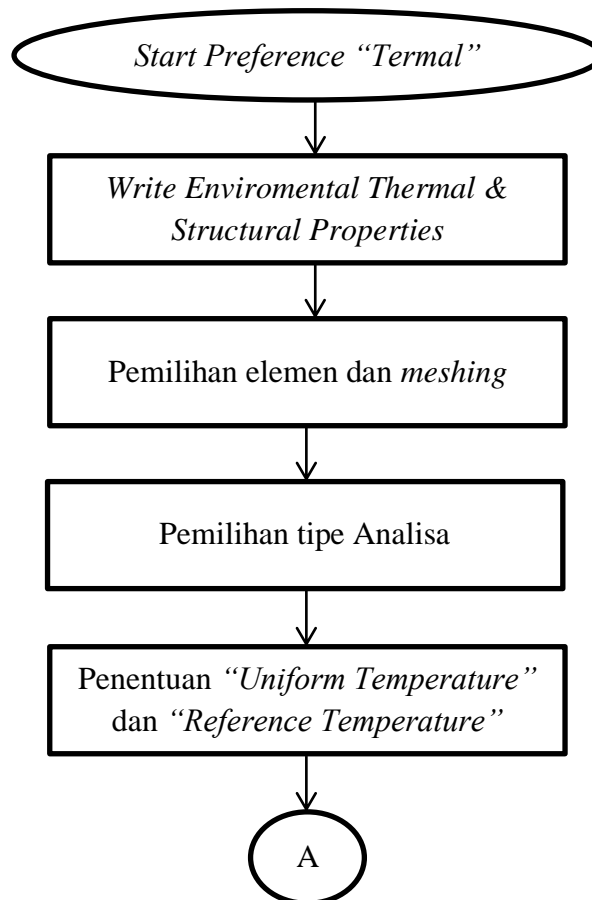 Start Preference “Termal”
Write Enviromental Thermal &
Structural Properties
Pemilihan elemen dan meshing
Pemilihan tipe Analisa
Penentuan “Uniform Temperature”
dan “Reference Temperature”
A